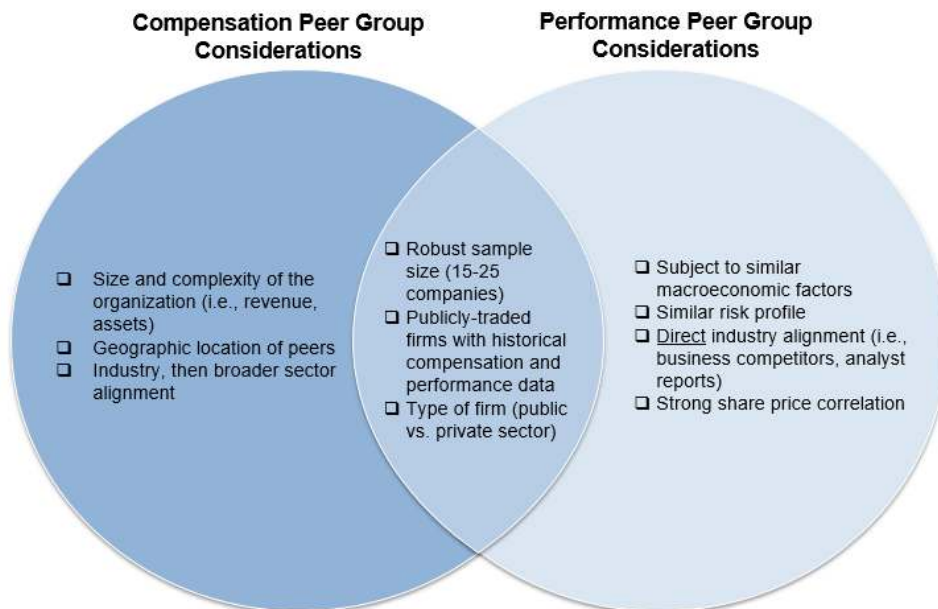 Compensation Peer Group
Considerations
Performance Peer Group
Considerations
❑ Size and complexity of the
organization (i.e., revenue,
assets)
❑ Geographic location of peers
❑ Industry, then broader sector
alignment
❑ Robust sample
size (15-25
companies)
❑ Publicly-traded
firms with historical
compensation and
performance data
❑ Type of firm (public
vs. private sector)
❑ Subject to similar
macroeconomic factors
❑ Similar risk profile
❑ Direct industry alignment (i.e.,
business competitors, analyst
reports)
❑ Strong share price correlation